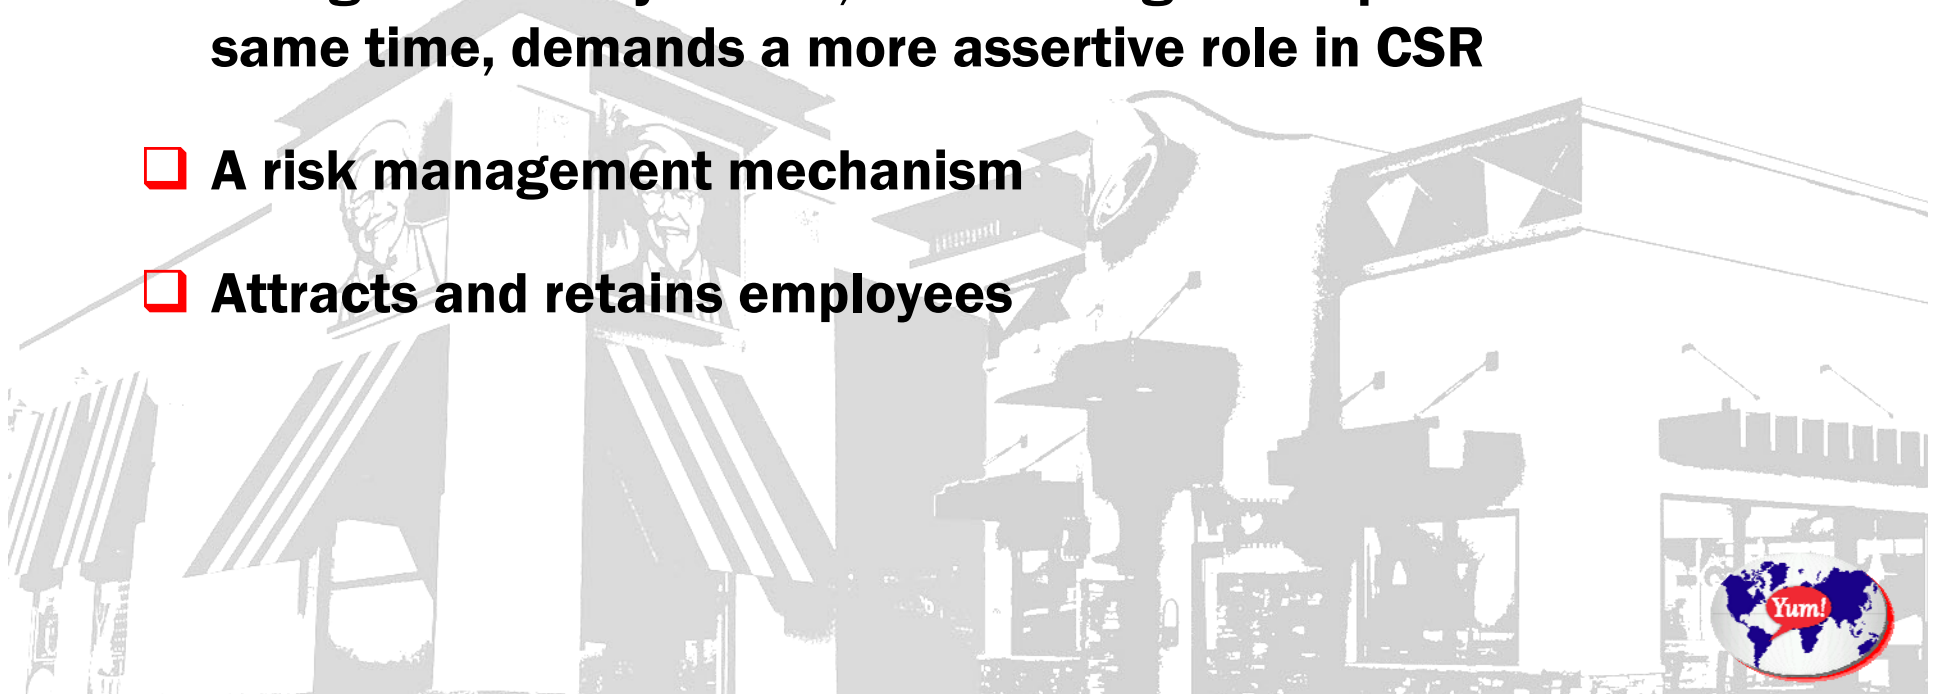 same time, demands a more assertive role in CSR
A risk management mechanism
Attracts and retains employees
Yum!